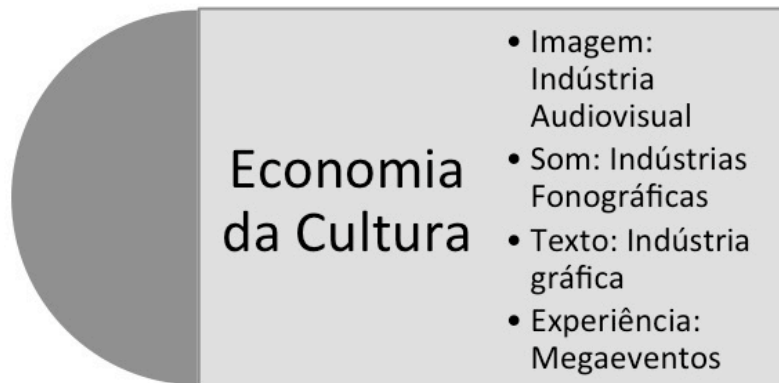 Economia
da Cultura
• Imagem:
Indústria
Audiovisual
• Som: Indústrias
Fonográficas
• Texto: Indústria
gráfica
• Experiência:
Megaeventos